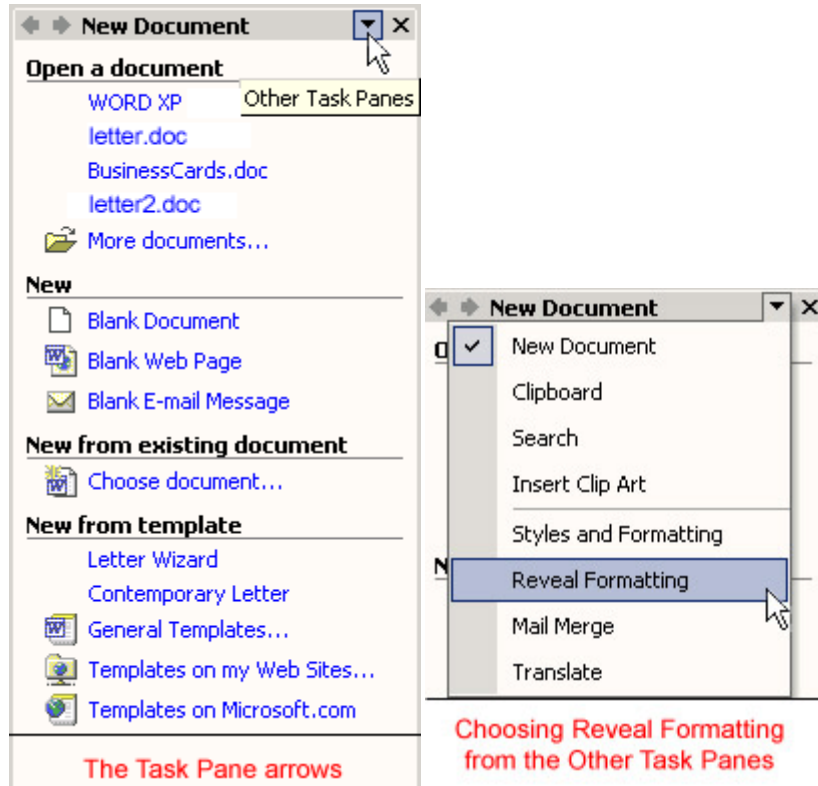 New Document
Open a document
Other Task Panes
WORD XP
letter.doc
BusinessCards.doc
letter2.doc
More documents...
New
Blank Document
Blank Web Page
Blank E-mail Message
New from existing document
Choose document...
New from template
Letter Wizard
Contemporary Letter
General Templates...
Templates on my Web Sites...
Templates on Microsoft.com
The Task Pane arrows
New Document
O
New Document
Clipboard
Search
Insert Clip Art
Styles and Formatting
N
Reveal Formatting
Mail Merge
Translate
Choosing Reveal Formatting
from the Other Task Panes